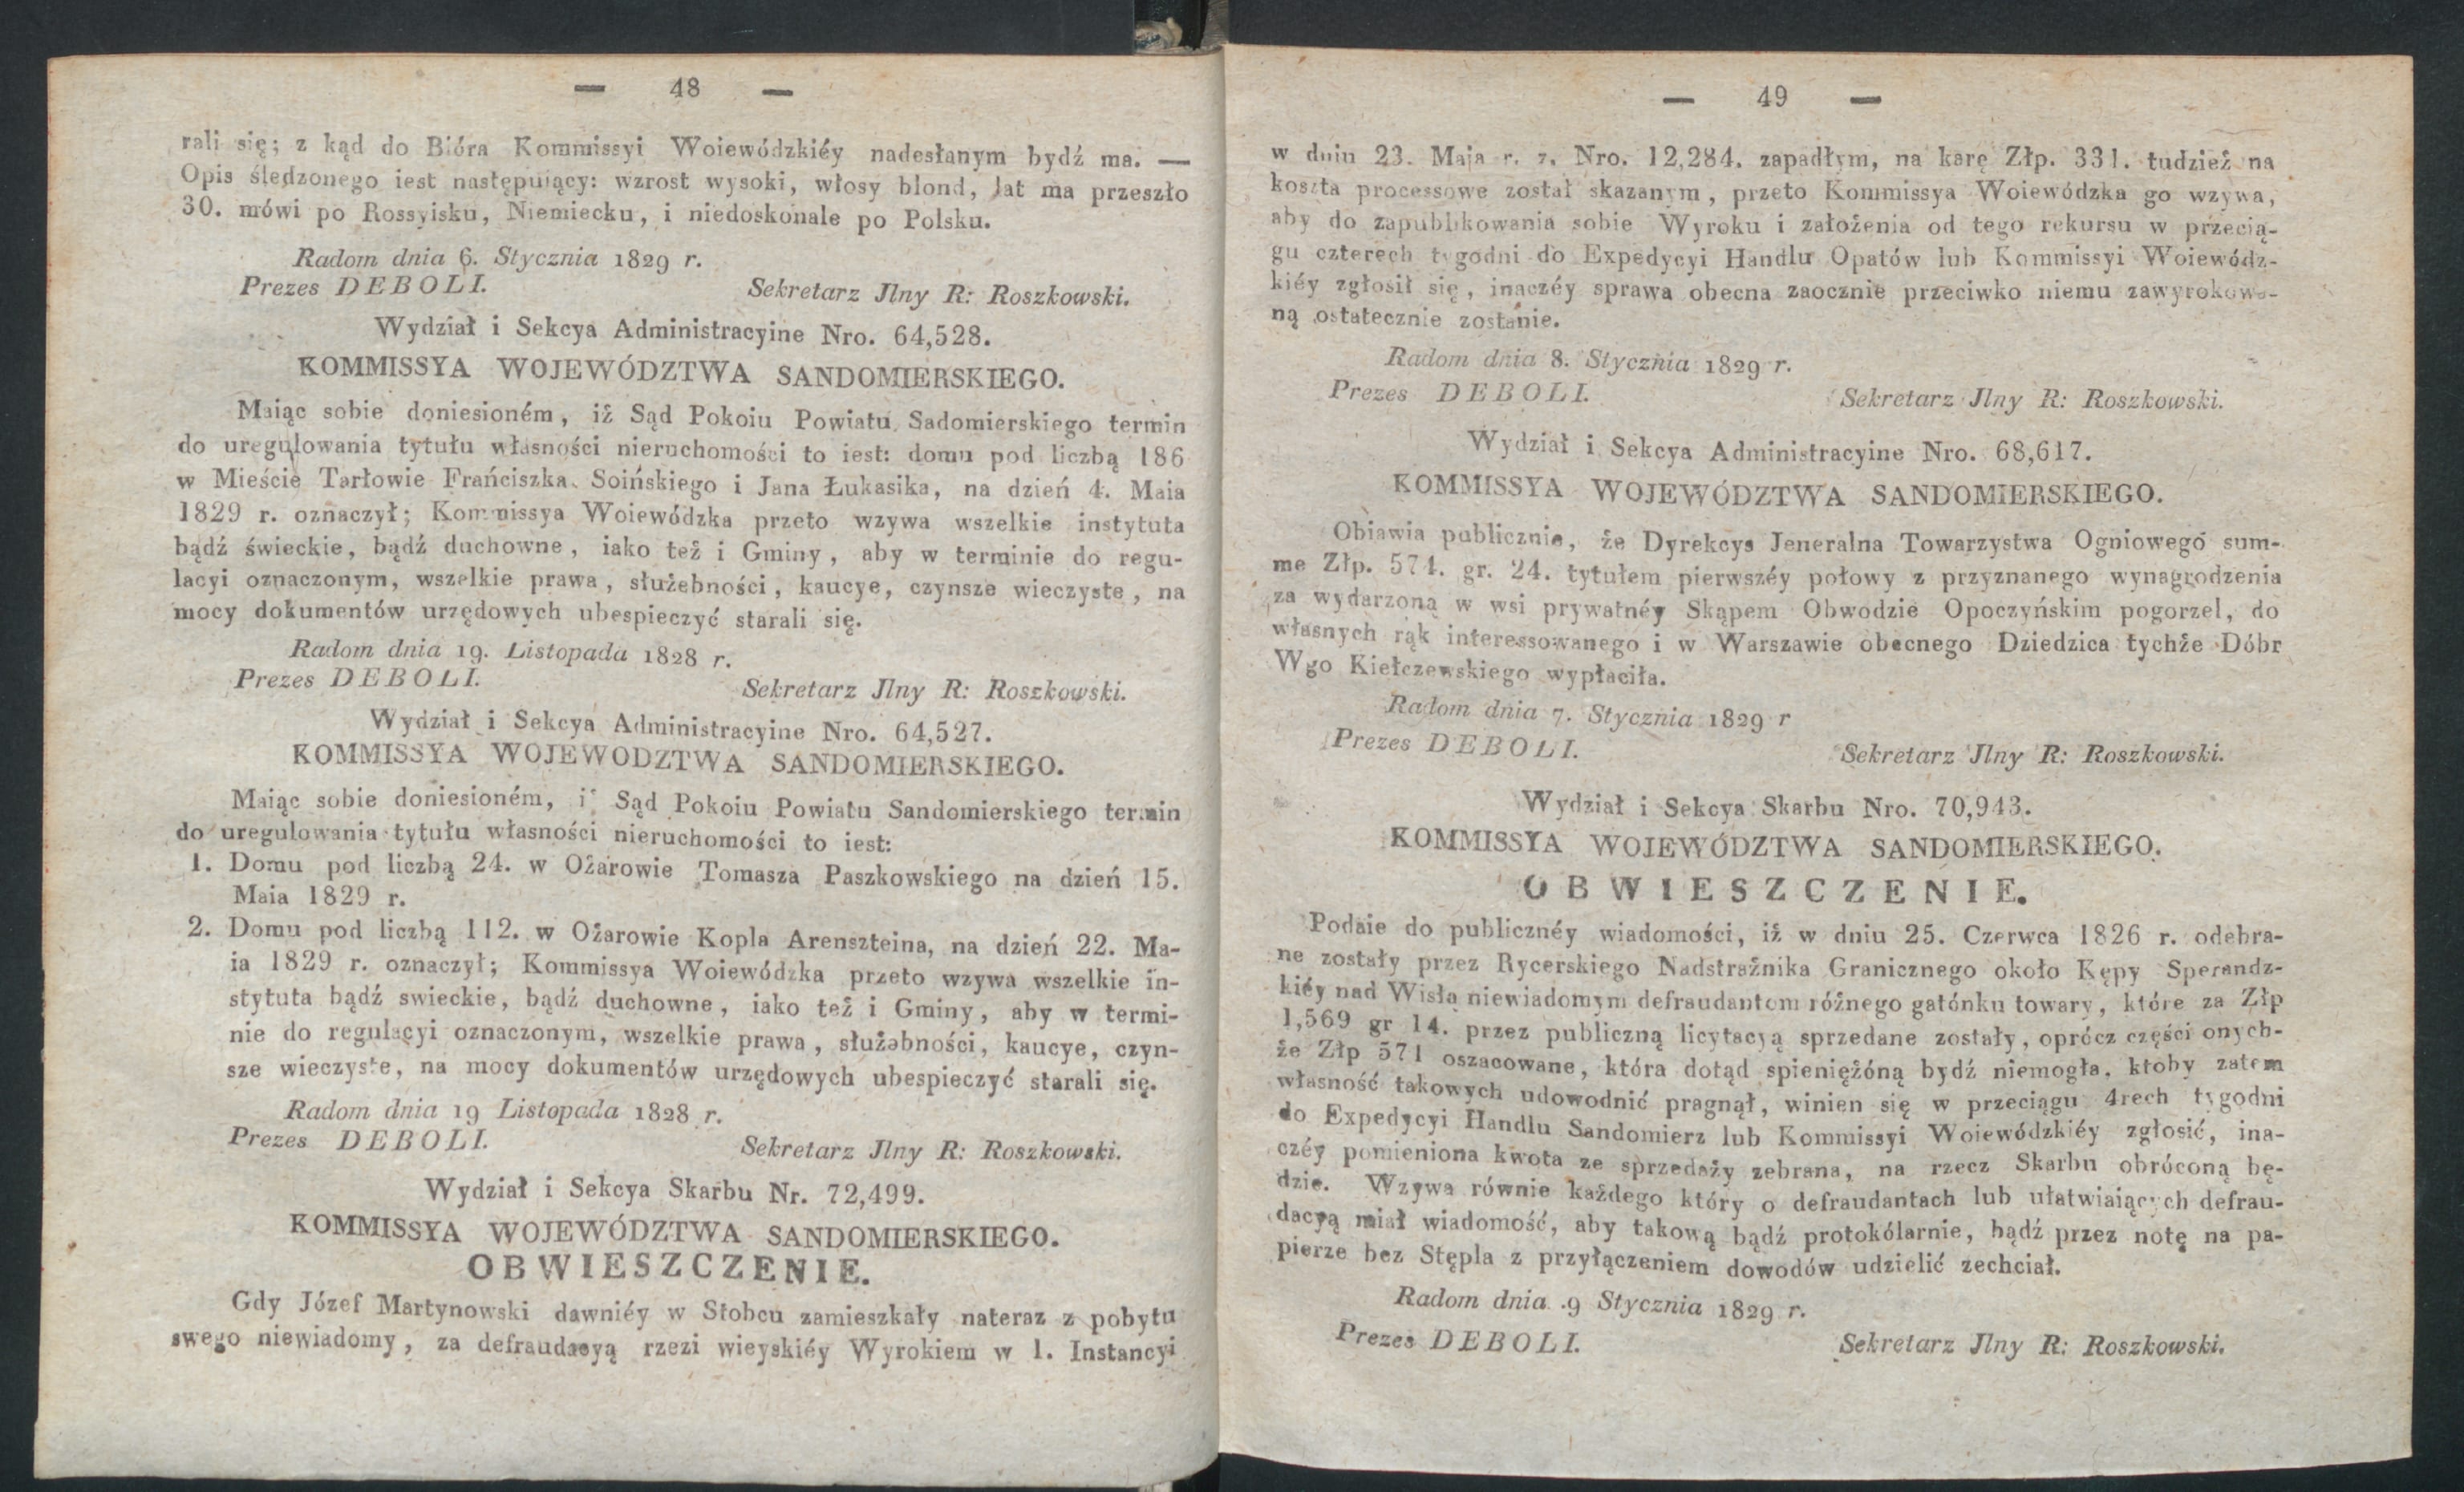 — 48 —
rali się; z kąd do Bióra Kommissyi Woiewódzkiéy nadesłanym bydź ma. —
Opis śledzonego iest następuiący: wzrost wysoki, włosy blond, lat ma przeszło
30. mówi po Rossyisku, Niemiecku, i niedoskonale po Polsku.
Radom dnia 6. Stycznia 1829 r.
Prezes DEBOLI. Sekretarz Jlny R: Roszkowski.
Wydział i Sekcya Administracyine Nro. 64,528.
KOMMISSYA WOJEWÓDZTWA SANDOMIERSKIEGO.
Maiąc sobie doniesioném, iż Sąd Pokoiu Powiatu Sadomierskiego termin
do uregulowania tytułu własności nieruchomości to iest: domu pod liczbą 186
w Mieście Tarłowie Frańciszka Soińskiego i Jana Łukasika, na dzień 4. Maia
1829 r. oznaczył; Kommissya Woiewódzka przeto wzywa wszelkie instytuta
bądź świeckie, bądź duchowne, iako też i Gminy, aby w terminie do regu-
lacyi oznaczonym, wszelkie prawa, służebności, kaucye, czynsze wieczyste, na
mocy dokumentów urzędowych ubespieczyć starali się.
Radom dnia 19. Listopada 1828 r.
Prezes DEBOLI. Sekretarz Jlny R: Roszkowski.
Wydział i Sekcya Administracyine Nro. 64,527.
KOMMISSYA WOJEWODZTWA SANDOMIERSKIEGO.
Maiąc sobie doniesioném, i Sąd Pokoiu Powiatu Sandomierskiego termin
do uregulowania tytułu własności nieruchomości to iest:
1. Domu pod liczbą 24. w Ożarowie Tomasza Paszkowskiego na dzień 15.
Maia 1829 r.
2. Domu pod liczbą 112. w Ożarowie Kopla Arenszteina, na dzień 22. Ma-
ia 1829 r. oznaczył; Kommissya Woiewódzka przeto wzywa wszelkie in-
stytuta bądź swieckie, bądź duchowne, iako też i Gminy, aby w termi-
nie do regulacyi oznaczonym, wszelkie prawa, służebności, kaucye, czyn-
sze wieczyste, na mocy dokumentów urzędowych ubespieczyć starali się.
Radom dnia 19 Listopada 1828 r.
Prezes DEBOLI. Sekretarz Jlny R: Roszkowski.
Wydział i Sekcya Skarbu Nr. 72,499.
KOMMISSYA WOJEWÓDZTWA SANDOMIERSKIEGO.
OBWIESZCZENIE.
Gdy Józef Martynowski dawniéy w Słobcu zamieszkały nateraz z pobytu
swego niewiadomy, za defraudacyą rzezi wieyskiéy Wyrokiem w 1. Instancyi
— 49 —
w dniu 23. Maja r. z. Nro. 12,284. zapadłym, na karę Złp. 331. tudzież na
koszta processowe został skazanym, przeto Kommissya Woiewódzka go wzywa,
aby do zapublikowania sobie Wyroku i założenia od tego rekursu w przecią-
gu czterech tygodni do Expedycyi Handlu Opatów lub Kommissyi Woiewódz-
kiéy zgłosił się, inaczéy sprawa obecna zaocznie przeciwko niemu zawyrokowa-
ną ostatecznie zostanie.
Radom dnia 8. Stycznia 1829 r.
Prezes DEBOLI. Sekretarz Jlny R: Roszkowski.
Wydział i Sekcya Administracyine Nro. 68,617.
KOMMISSYA WOJEWÓDZTWA SANDOMIERSKIEGO.
Obiawia publicznie, że Dyrekcya Jeneralna Towarzystwa Ogniowego sum-
me Złp. 574. gr. 24. tytułem pierwszéy połowy z przyznanego wynagrodzenia
za wydarzoną w wsi prywatnéy Skąpem Obwodzie Opoczyńskim pogorzel, do
własnych rąk interessowanego i w Warszawie obecnego Dziedzica tychże Dóbr
Wgo Kiełczewskiego wypłaciła.
Radom dnia 7. Stycznia 1829 r
Prezes DEBOLI. Sekretarz Jlny R: Roszkowski.
Wydział i Sekcya Skarbu Nro. 70,943.
KOMMISSYA WOIEWÓDZTWA SANDOMIERSKIEGO.
OBWIESZCZENIE.
Podaie do publicznéy wiadomości, iż w dniu 25. Czerwca 1826 r. odebra-
ne zostały przez Rycerskiego Nadstrażnika Granicznego około Kępy Sperandz-
kiéy nad Wisłą niewiadomym defraudantom różnego gatónku towary, które za Złp
1,569 gr 14. przez publiczną licytacyą sprzedane zostały, oprócz części onych-
że Złp 571 oszacowane, która dotąd spieniężóną bydź niemogła, ktoby zatem
własność takowych udowodnić pragnął, winien się w przeciągu 4rech tygodni
do Expedycyi Handlu Sandomierz lub Kommissyi Woiewódzkiéy zgłosić, ina-
czéy pomieniona kwota ze sprzedaży zebrana, na rzecz Skarbu obróconą bę-
dzie. Wzywa równie każdego który o defraudantach lub ułatwiaiących defrau-
dacyą miał wiadomość, aby takową bądź protokólarnie, bądź przez notę na pa-
pierze bez Stępla z przyłączeniem dowodów udzielić zechciał.
Radom dnia 9 Stycznia 1829 r.
Prezes DEBOLI. Sekretarz Jlny R: Roszkowski.